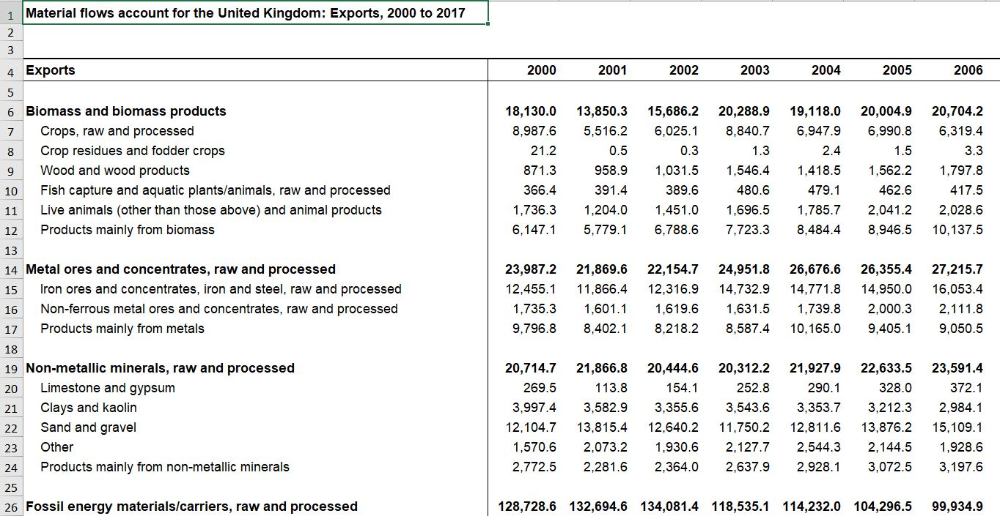 1 Material flows account for the United Kingdom: Exports, 2000 to 2017
2
3
4 Exports 2000 2001 2002 2003 2004 2005 2006
5
6 Biomass and biomass products 18,130.0 13,850.3 15,686.2 20,288.9 19,118.0 20,004.9 20,704.2
7 Crops, raw and processed 8,987.6 5,516.2 6,025.1 8,840.7 6,947.9 6,990.8 6,319.4
8 Crop residues and fodder crops 21.2 0.5 0.3 1.3 2.4 1.5 3.3
9 Wood and wood products 871.3 958.9 1,031.5 1,546.4 1,418.5 1,562.2 1,797.8
10 Fish capture and aquatic plants/animals, raw and processed 366.4 391.4 389.6 480.6 479.1 462.6 417.5
11 Live animals (other than those above) and animal products 1,736.3 1,204.0 1,451.0 1,696.5 1,785.7 2,041.2 2,028.6
12 Products mainly from biomass 6,147.1 5,779.1 6,788.6 7,723.3 8,484.4 8,946.5 10,137.5
13
14 Metal ores and concentrates, raw and processed 23,987.2 21,869.6 22,154.7 24,951.8 26,676.6 26,355.4 27,215.7
15 Iron ores and concentrates, iron and steel, raw and processed 12,455.1 11,866.4 12,316.9 14,732.9 14,771.8 14,950.0 16,053.4
16 Non-ferrous metal ores and concentrates, raw and processed 1,735.3 1,601.1 1,619.6 1,631.5 1,739.8 2,000.3 2,111.8
17 Products mainly from metals 9,796.8 8,402.1 8,218.2 8,587.4 10,165.0 9,405.1 9,050.5
18
19 Non-metallic minerals, raw and processed 20,714.7 21,866.8 20,444.6 20,312.2 21,927.9 22,633.5 23,591.4
20 Limestone and gypsum 269.5 113.8 154.1 252.8 290.1 328.0 372.1
21 Clays and kaolin 3,997.4 3,582.9 3,355.6 3,543.6 3,353.7 3,212.3 2,984.1
22 Sand and gravel 12,104.7 13,815.4 12,640.2 11,750.2 12,811.6 13,876.2 15,109.1
23 Other 1,570.6 2,073.2 1,930.6 2,127.7 2,544.3 2,144.5 1,928.6
24 Products mainly from non-metallic minerals 2,772.5 2,281.6 2,364.0 2,637.9 2,928.1 3,072.5 3,197.6
25
26 Fossil energy materials/carriers, raw and processed 128,728.6 132,694.6 134,081.4 118,535.1 114,232.0 104,296.5 99,934.9